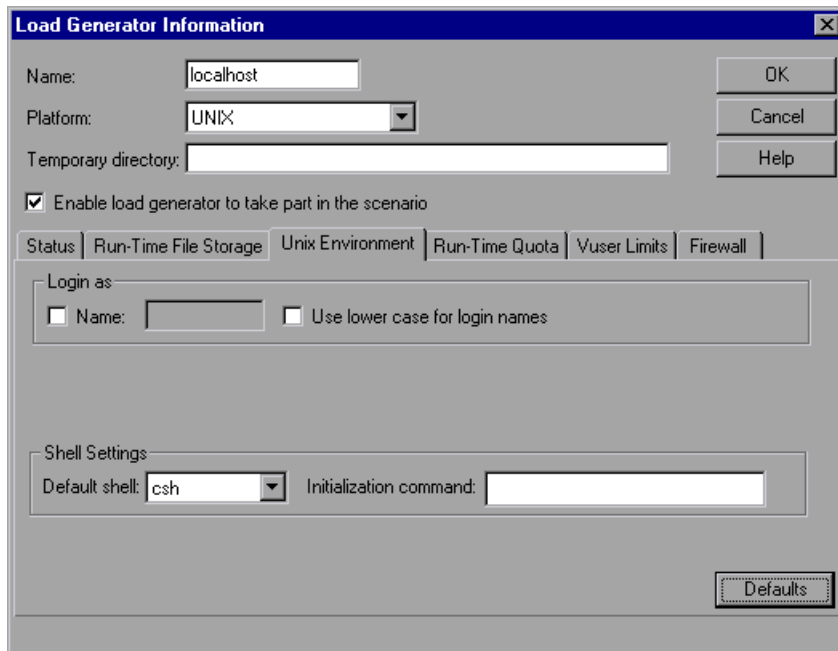 Load Generator Information
Name: localhost OK
Platform: UNIX Cancel
Temporary directory: Help
Enable load generator to take part in the scenario
Status Run-Time File Storage Unix Environment Run-Time Quota Vuser Limits Firewall
Login as
Name: Use lower case for login names
Shell Settings
Default shell: csh Initialization command:
Defaults